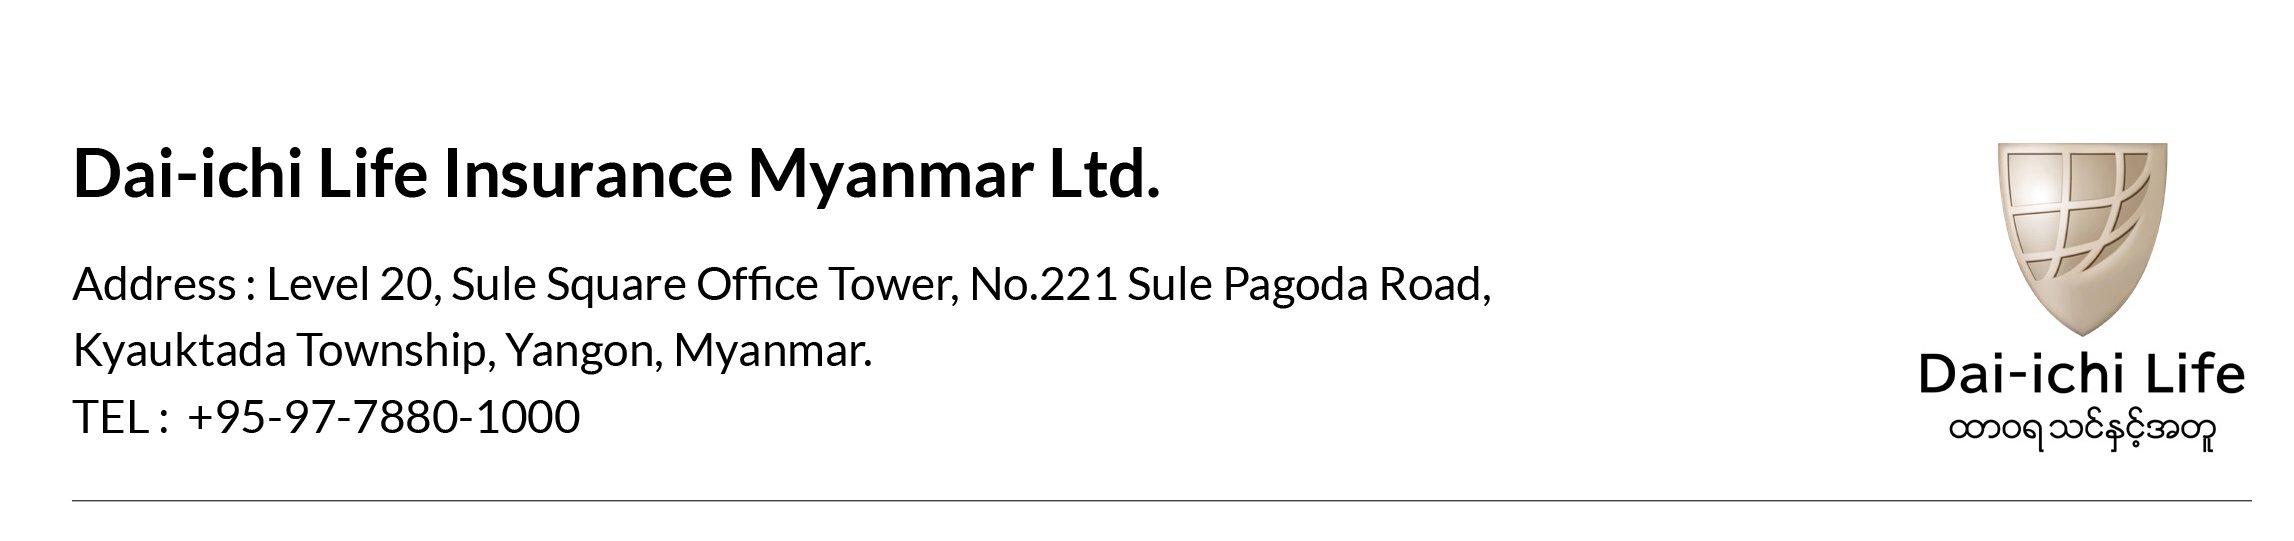 Dai-ichi Life Insurance Myanmar Ltd.
Address : Level 20, Sule Square Office Tower, No.221 Sule Pagoda Road,
Kyauktada Township, Yangon, Myanmar.
TEL : +95-97-7880-1000
Dai-ichi Life
ထာဝရ သင်နှင့်အတူ